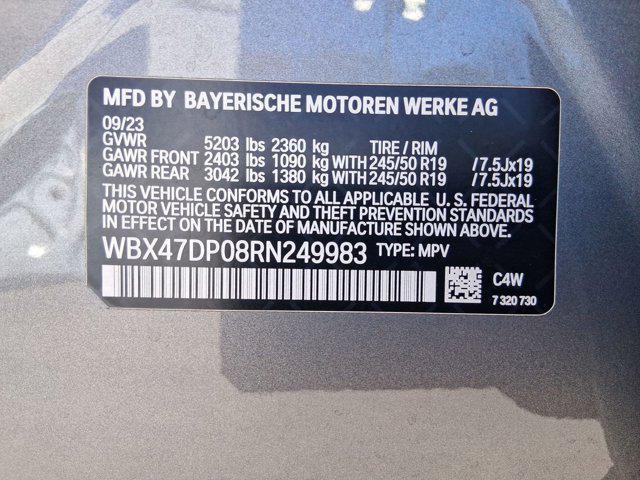 MFD BY BAYERISCHE MOTOREN WERKE AG
09/23
GVWR 5203 lbs 2360 kg TIRE / RIM
GAWR FRONT 2403 lbs 1090 kg WITH 245/50 R19 /7.5Jx19
GAWR REAR 3042 lbs 1380 kg WITH 245/50 R19 /7.5Jx19
THIS VEHICLE CONFORMS TO ALL APPLICABLE U. S. FEDERAL
MOTOR VEHICLE SAFETY AND THEFT PREVENTION STANDARDS
IN EFFECT ON THE DATE OF MANUFACTURE SHOWN ABOVE.
WBX47DP08RN249983 TYPE: MPV
C4W
7 320 730